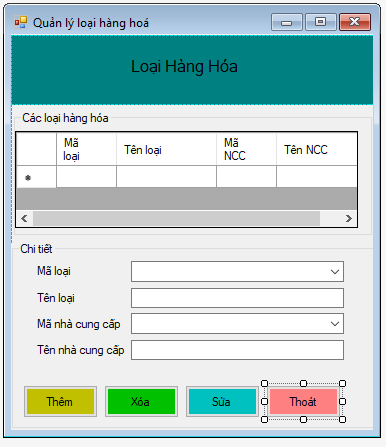 Quản lý loại hàng hoá
Loại Hàng Hóa
Các loại hàng hóa
Mã loại Tên loại Mã NCC Tên NCC
Chi tiết
Mã loại
Tên loại
Mã nhà cung cấp
Tên nhà cung cấp
Thêm Xóa Sửa Thoát